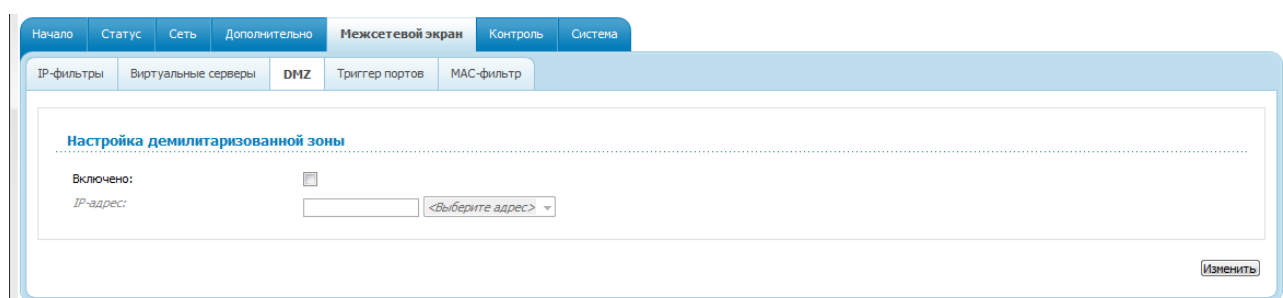 Начало Статус Сеть Дополнительно Межсетевой экран Контроль Система
IP-фильтры Виртуальные серверы DMZ Триггер портов MAC-фильтр
Настройка демилитаризованной зоны
Включено:
IP-адрес: <Выберите адрес>
Изменить